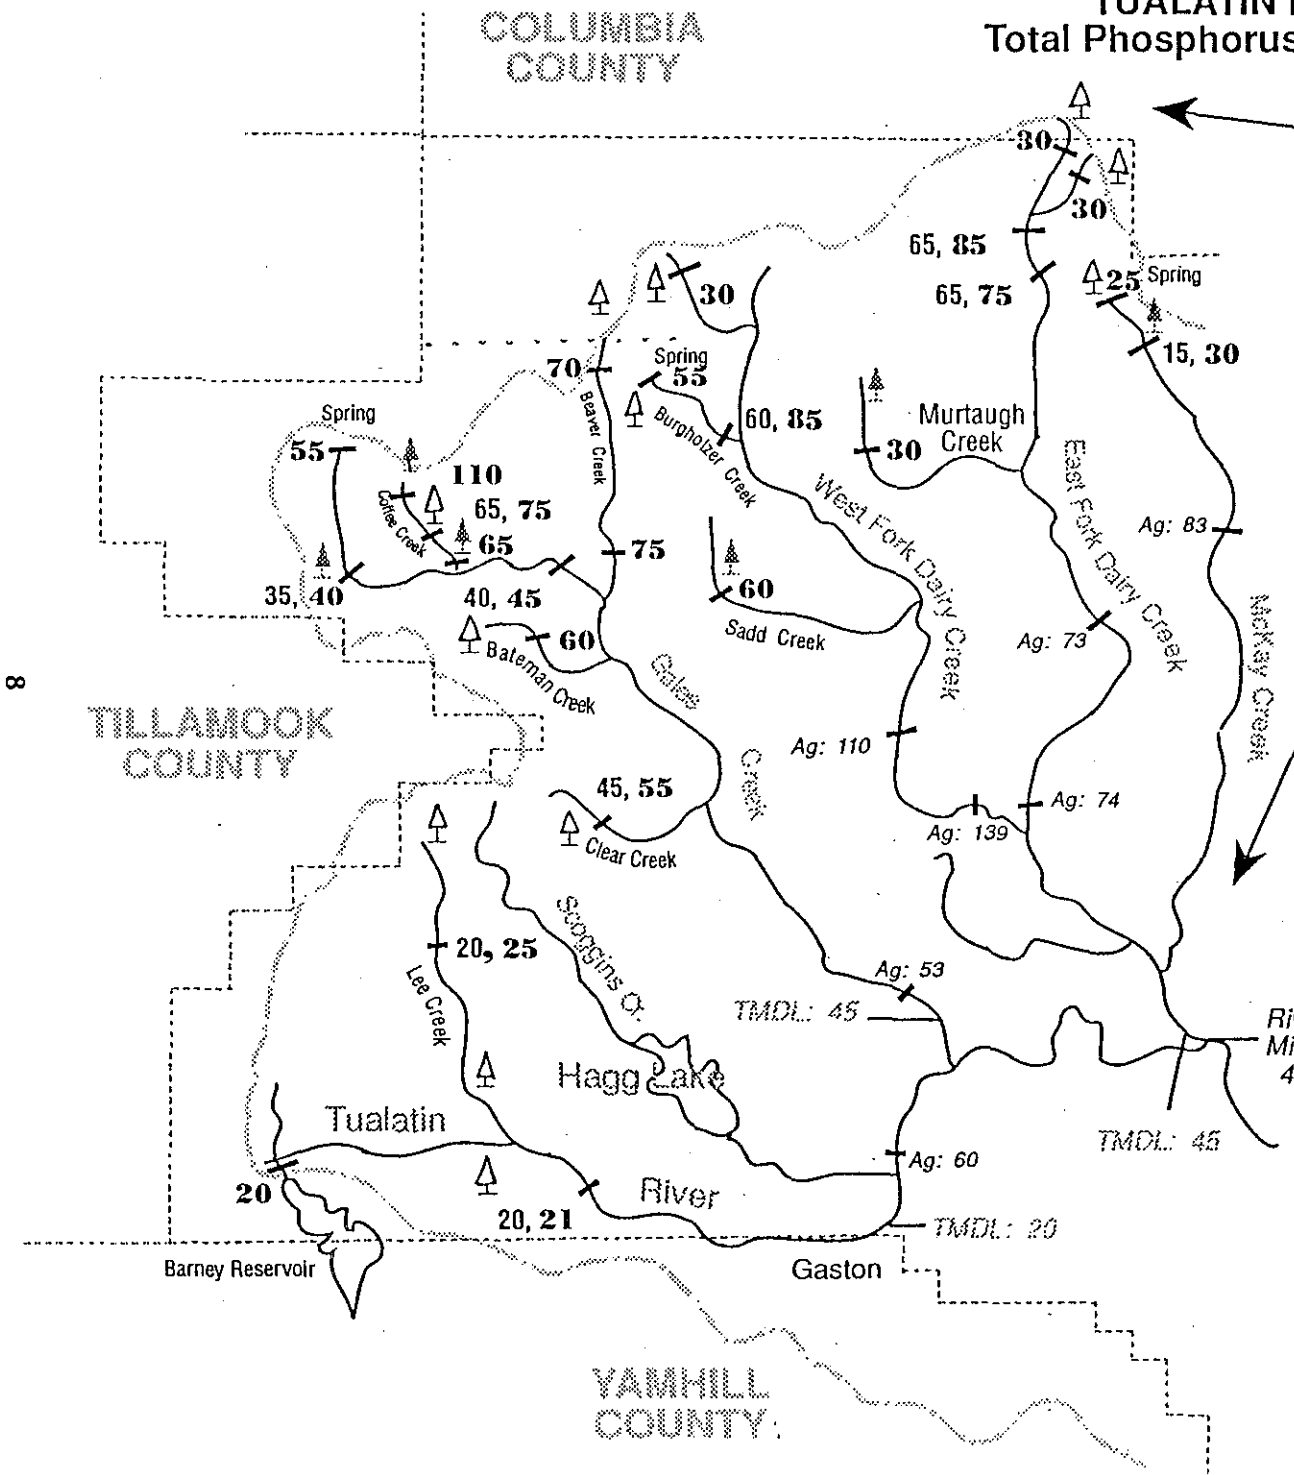 TUALATIN
Total Phosphorus
COLUMBIA
COUNTY
30
30
65, 85
65, 75
25
Spring
15, 30
30
70
Spring
55
Beaver Creek
Burgholzer Creek
60, 85
Murtaugh
Creek
30
Spring
55
110
Coffee Creek
65, 75
65
75
West Fork Dairy Creek
East Fork Dairy Creek
Ag: 83
35, 40
40, 45
60
Sadd Creek
60
Bateman Creek
Ag: 73
McKay Creek
Gales
Creek
8
TILLAMOOK
COUNTY
Ag: 110
45, 55
Clear Creek
Ag: 74
Ag: 139
20, 25
Lee Creek
Scoggins Cr.
Ag: 53
TMDL: 45
Hagg Lake
Tualatin
River
TMDL: 45
Ag: 60
20
20, 21
TMDL: 20
Barney Reservoir
Gaston
YAMHILL
COUNTY